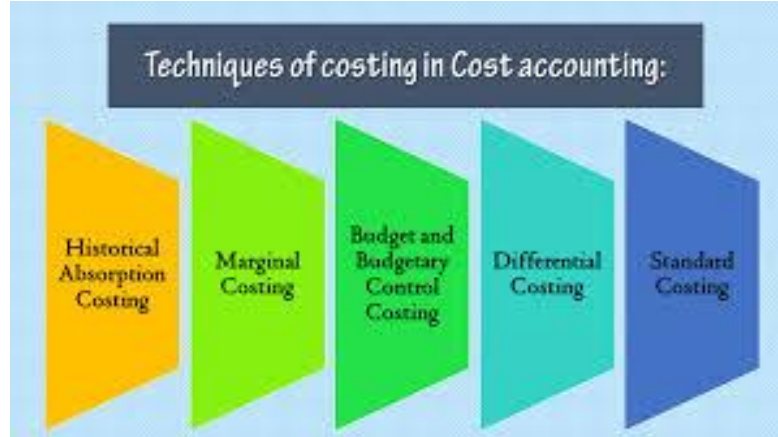 Techniques of costing in Cost accounting:
Historical
Absorption
Costing
Marginal
Costing
Budget and
Budgetary
Control
Costing
Differential
Costing
Standard
Costing